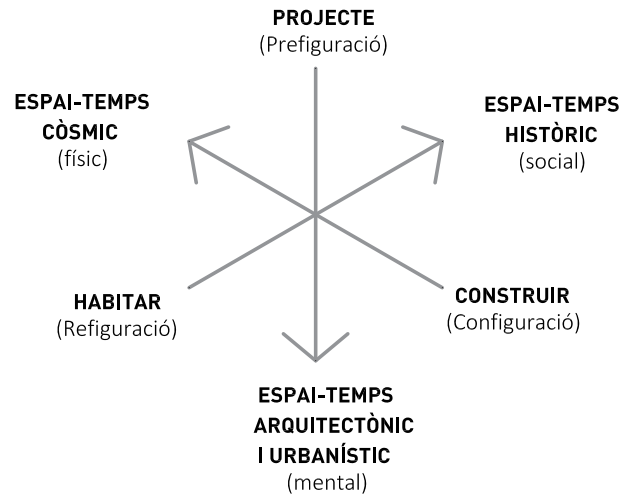 PROJECTE
(Prefiguració)
ESPAI-TEMPS
CÒSMIC
(físic)
ESPAI-TEMPS
HISTÒRIC
(social)
HABITAR
(Refiguració)
CONSTRUIR
(Configuració)
ESPAI-TEMPS
ARQUITECTÒNIC
I URBANÍSTIC
(mental)